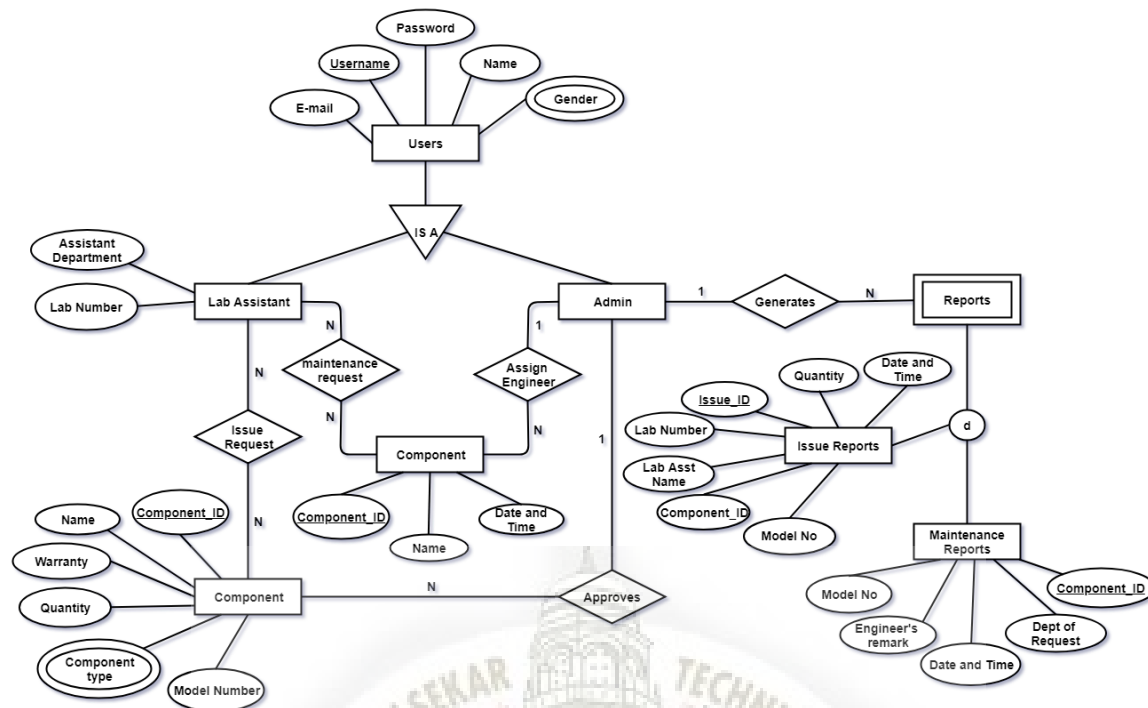 Password
Username
Name
E-mail
Gender
Users
IS A
Assistant
Department
Lab Number
Lab Assistant
Admin
1
Generates
N
Reports
N
1
maintenance
request
Assign
Engineer
N
Issue
Request
N
N
1
Component
Component_ID
Name
Date and
Time
Quantity
Date and
Time
Issue_ID
Lab Number
Issue Reports
d
Lab Asst
Name
Component_ID
Model No
Name
Component_ID
N
Warranty
Quantity
Component
N
Approves
Component
type
Model Number
Maintenance
Reports
Model No
Component_ID
Engineer's
remark
Dept of
Request
Date and Time
SEKAR
TECHN